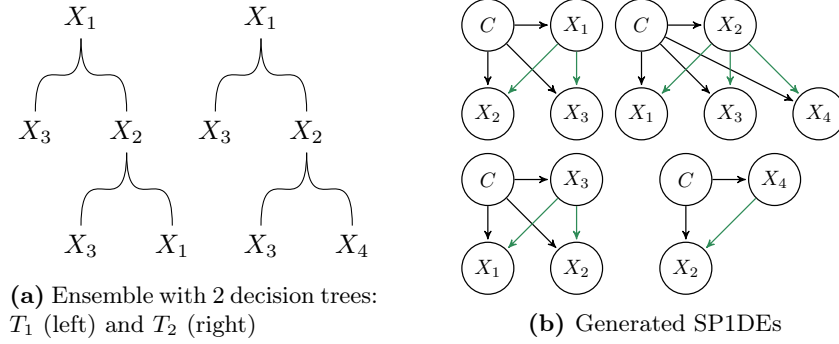 X₁ X₁
X₃ X₂ X₃ X₂
X₃ X₁ X₃ X₄
(a) Ensemble with 2 decision trees:
T₁ (left) and T₂ (right)
C X₁ C X₂
X₂ X₃ X₁ X₃ X₄
C X₃ C X₄
X₁ X₂ X₂
(b) Generated SP1DEs